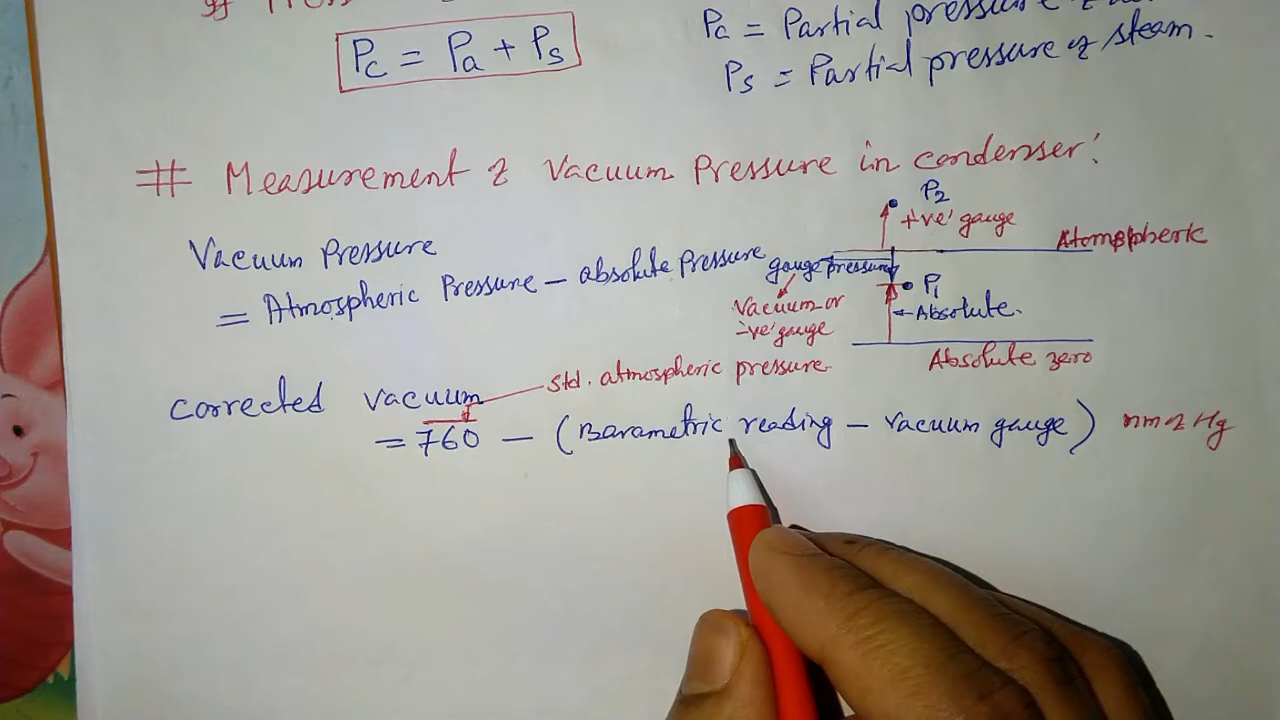 Pc = Pa + Ps
Pa = Partial pressure
Ps = Partial pressure of steam.
# Measurement of Vacuum Pressure in condenser:
Vacuum Pressure
= Atmospheric Pressure - absolute pressure
P2
+ve' gauge
Atomspheric
gauge pressure
P1
Vacuum or
-ve' gauge
Absolute.
Absolute zero
std. atmospheric pressure
corrected vacuum
= 760 - (Barametric reading - vacuum gauge) mm of Hg